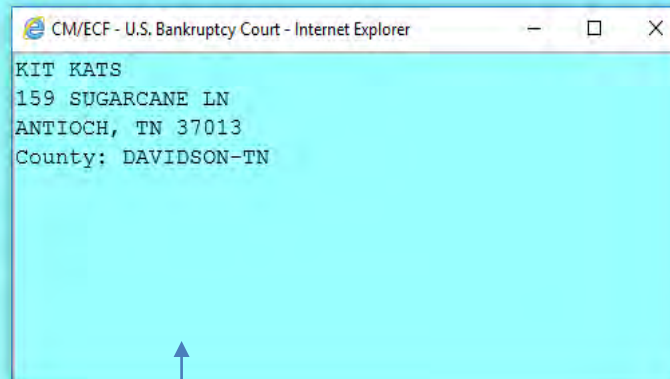 CM/ECF - U.S. Bankruptcy Court - Internet Explorer
KIT KATS
159 SUGARCANE LN
ANTIOCH, TN 37013
County: DAVIDSON-TN